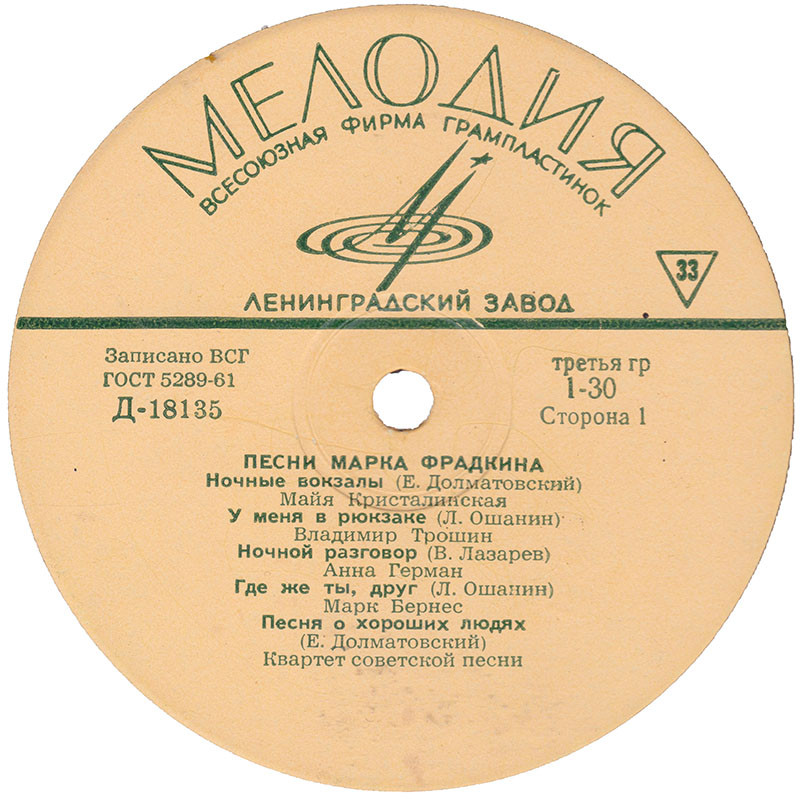 МЕЛОДИЯ
ВСЕСОЮЗНАЯ ФИРМА ГРАМПЛАСТИНОК
33
ЛЕНИНГРАДСКИЙ ЗАВОД
Записано ВСГ
ГОСТ 5289-61
Д-18135
третья гр
1-30
Сторона 1
ПЕСНИ МАРКА ФРАДКИНА
Ночные вокзалы (Е. Долматовский)
Майя Кристалинская
У меня в рюкзаке (Л. Ошанин)
Владимир Трошин
Ночной разговор (В. Лазарев)
Анна Герман
Где же ты, друг (Л. Ошанин)
Марк Бернес
Песня о хороших людях
(Е. Долматовский)
Квартет советской песни